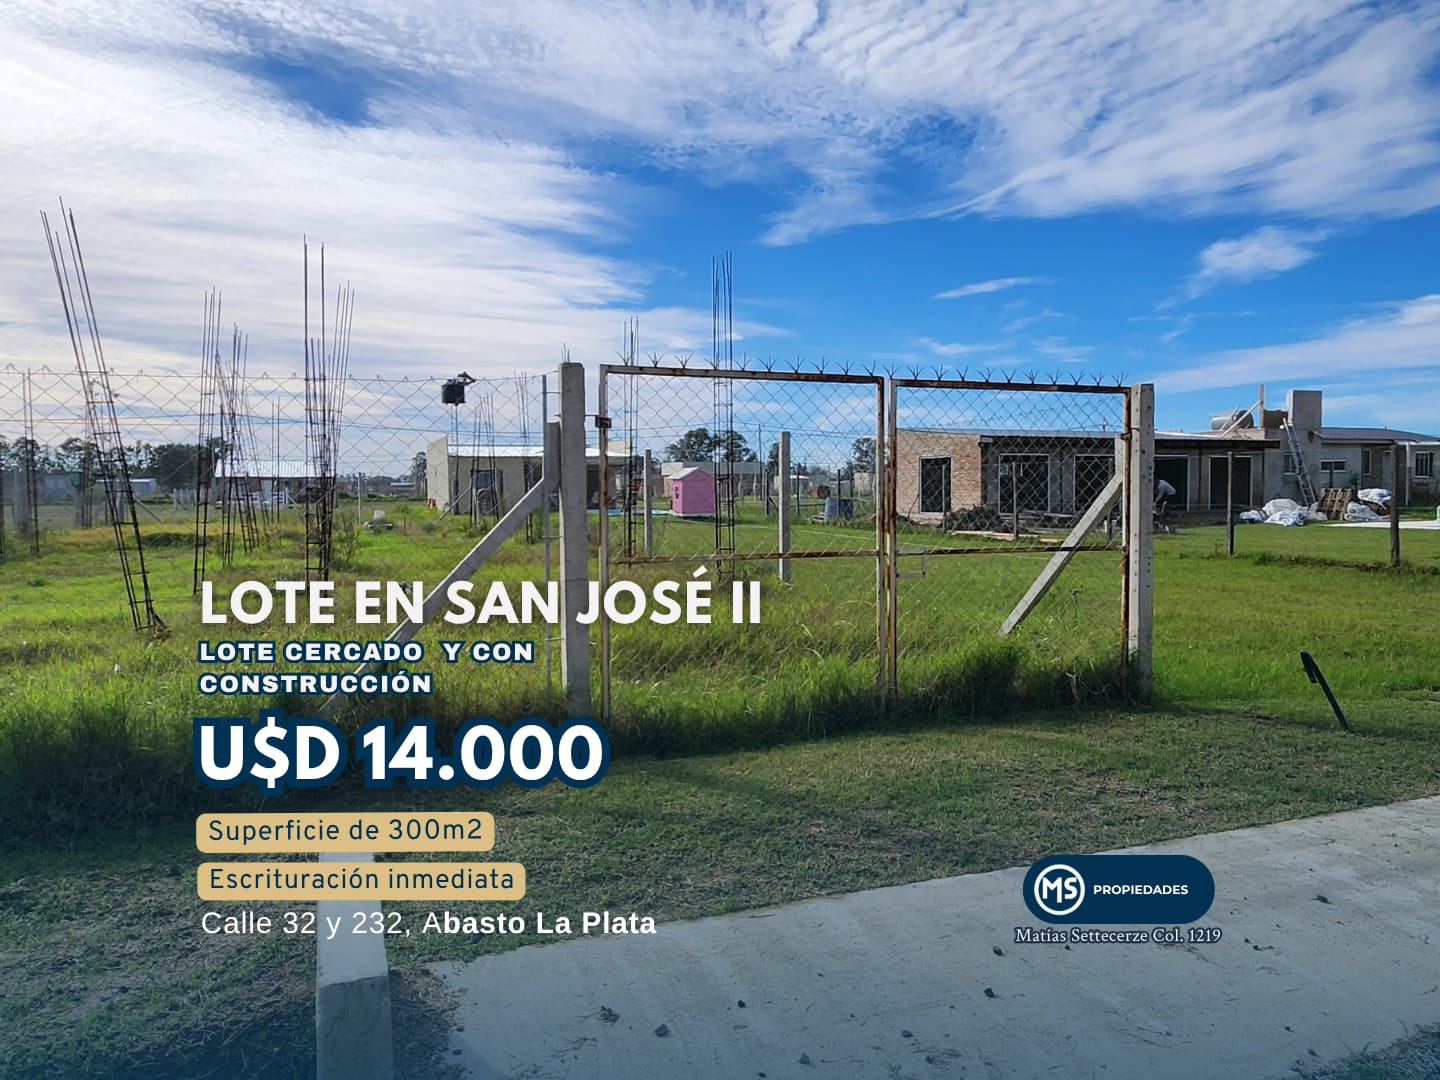 LOTE EN SAN JOSÉ II
LOTE CERCADO Y CON
CONSTRUCCIÓN
U$D 14.000
Superficie de 300m2
Escrituración inmediata
Calle 32 y 232, Abasto La Plata
MS PROPIEDADES
Matías Settecerze Col. 1219